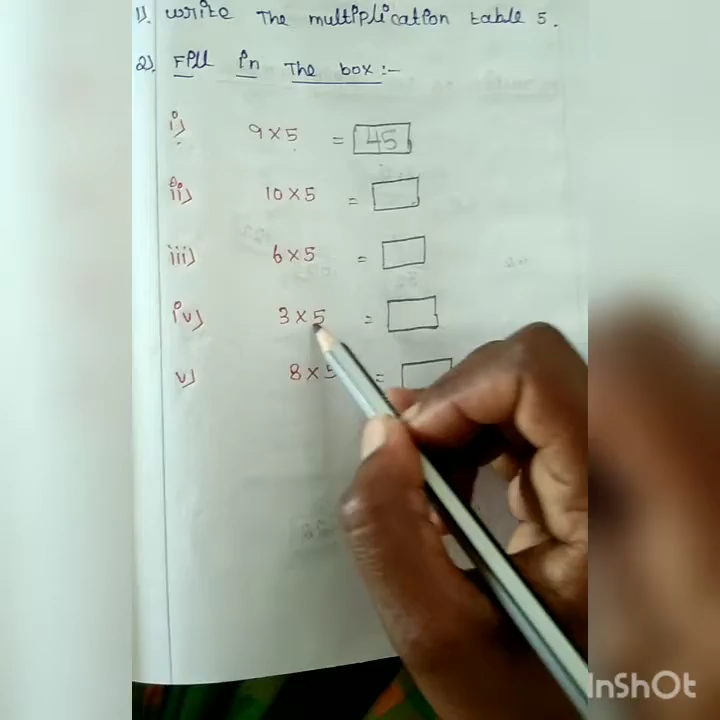 1). Write The multiplication table 5.
2). Fill in The box :-
i) 9 × 5 = 45
ii) 10 × 5 =
iii) 6 × 5 =
iv) 3 × 5 =
v) 8 × 5 =
InShOt